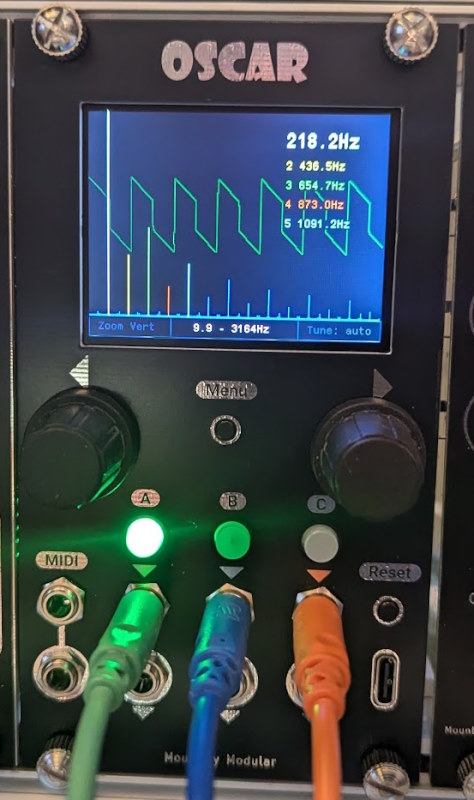 OSCAR
218.2Hz
2 436.5Hz
3 654.7Hz
4 873.0Hz
5 1091.2Hz
Zoom Vert
9.9 - 3164Hz
Tune: auto
Menu
A
B
C
MIDI
Reset
Modular